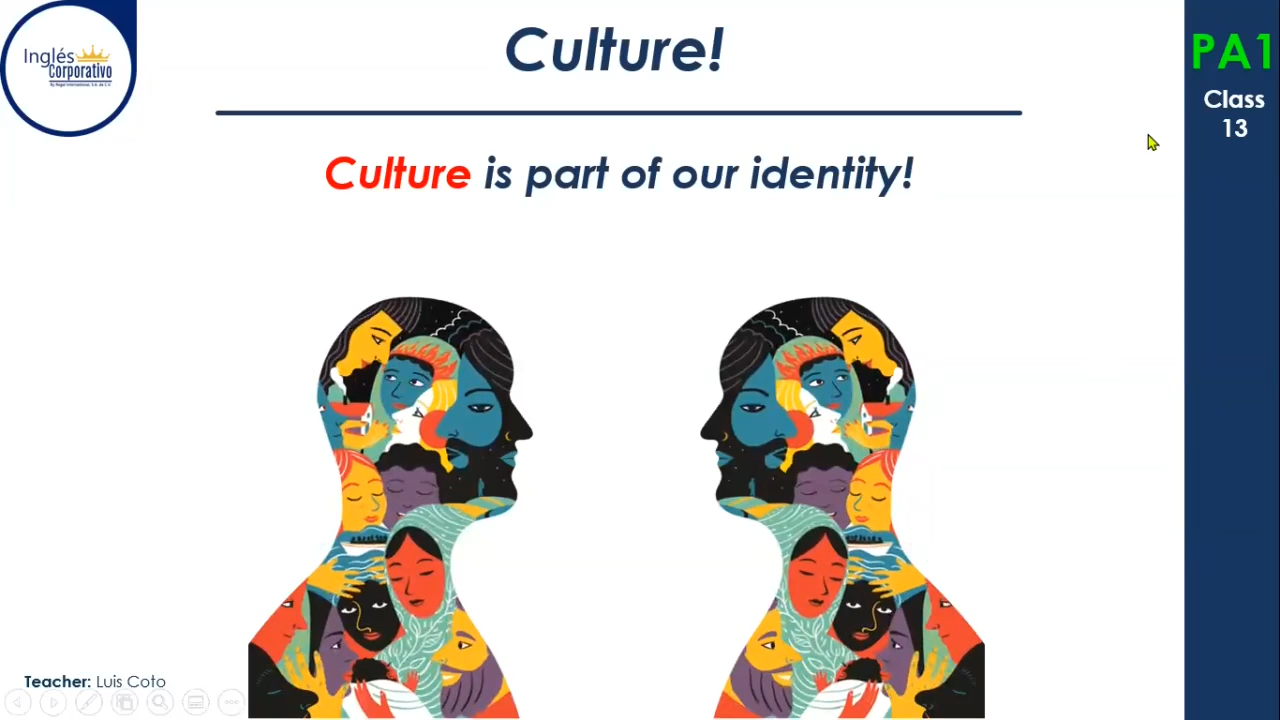 Culture!
Inglés
Corporativo
By Regal International, S.A. de C.V.
PA1
Class
13
Culture is part of our identity!
Teacher: Luis Coto